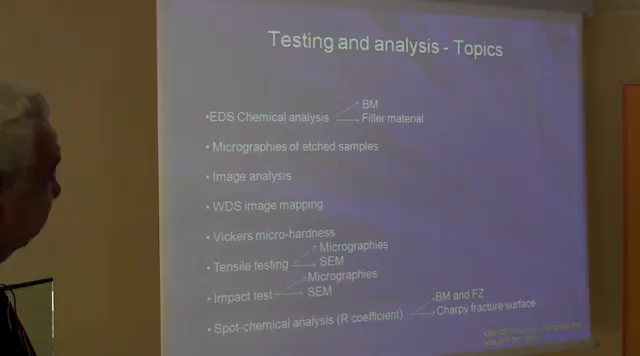 Testing and analysis - Topics
•EDS Chemical analysis
BM
Filler material
•Micrographies of etched samples
•Image analysis
•WDS image mapping
•Vickers micro-hardness
•Tensile testing
Micrographies
SEM
•Impact test
Micrographies
SEM
•Spot-chemical analysis (R coefficient)
BM and FZ
Charpy fracture surface